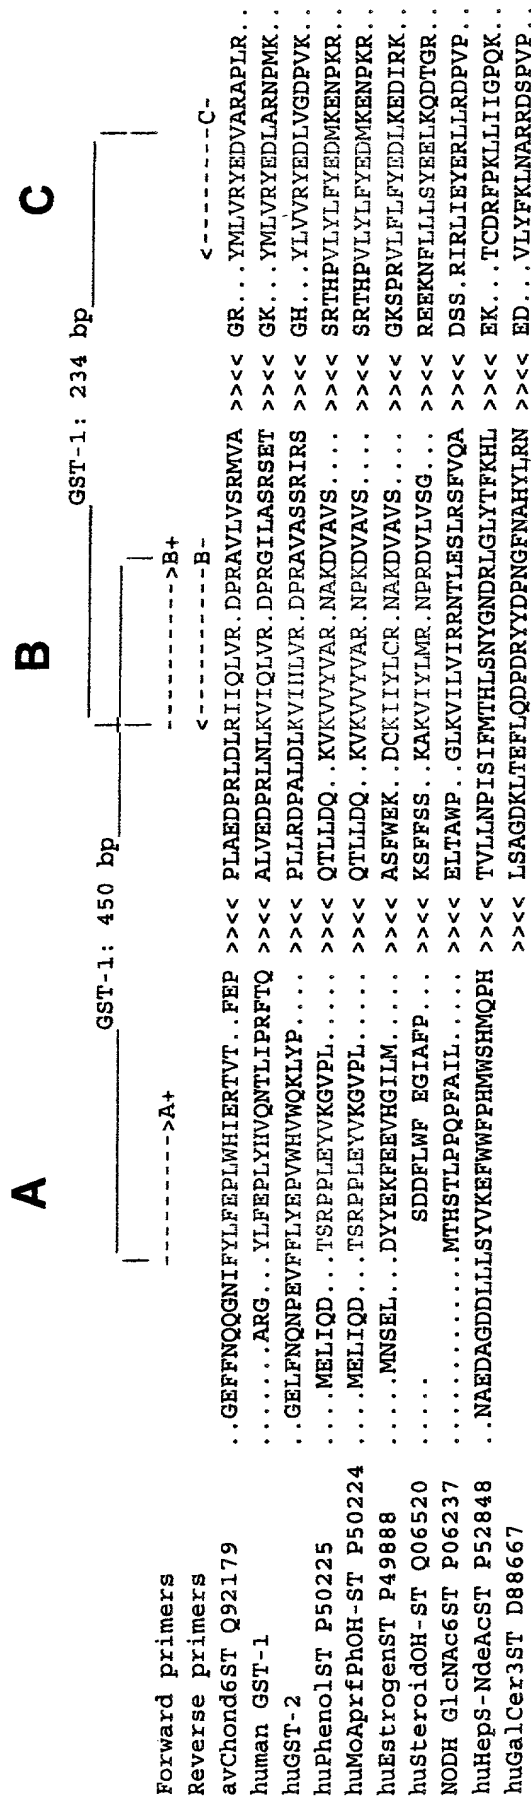 A B C
GST-1: 450 bp GST-1: 234 bp
Forward primers ------->A+ --------->B+
Reverse primers <---------B- <--------C-
avChond6ST Q92179 ..GEFFNQQGNIFYLFEPLWHIERTVT..FEP >><< PLAEDPRLDLRIIQLVR.DPRAVLVSRMVA >><< GR...YMLVRYEDVARAPLR..
human GST-1 .......ARG...YLFEPLYHVQNTLIPRFTQ >><< ALVEDPRLNLKVIQLVR.DPRGILASRSET >><< GK...YMLVRYEDLARNPMK..
huGST-2 ..GELFNQNPEVFFLYEPVWHVWQKLYP.... >><< PLLRDPALDLKVIHLVR.DPRAVASSRIRS >><< GH...YLVVRYEDLVGDPVK..
huPhenolST P50225 ....MELIQD...TSRPPLEYVKGVPL..... >><< QTLLDQ..KVKVVYVAR.NAKDVAVS.... >><< SRTHPVLYLFYEDMKENPKR..
huMoAprfPhOH-ST P50224 ....MELIQD...TSRPPLEYVKGVPL...... >><< QTLLDQ..KVKVVYVAR.NPKDVAVS.... >><< SRTHPVLYLFYEDMKENPKR..
huEstrogenST P49888 .....MNSEL...DYYEKFEEVHGILM...... >><< ASFWEK..DCKIIYLCR.NAKDVAVS.... >><< GKSPRVLFLFYEDLKEDIRK..
huSteroidOH-ST Q06520 ..... SDDFLWF EGIAFP... >><< KSFFSS..KAKVIYLMR.NPRDVLVSG... >><< REEKNFLLLSYEELKQDTGR..
NODH GlcNAc6ST P06237 ............MTHSTLPPQPFAIL...... >><< ELTAWP..GLKVILVIRRNTLESLRSFVQA >><< DSS.RIRLIEYERLLRDPVP..
huHepS-NdeAcST P52848 ..NAEDAGDDLLLSYVKEFWWFPHMWSHMQPH >><< TVLLNPISIFMTHLSNYGNDRLGLYTFKHL >><< EK...TCDRFPKLLIIGPQK..
huGalCer3ST D88667 >><< LSAGDKLTEFLQDPDRYYDPNGFNAHYLRN >><< ED...VLYFKLNARRDSPVP..